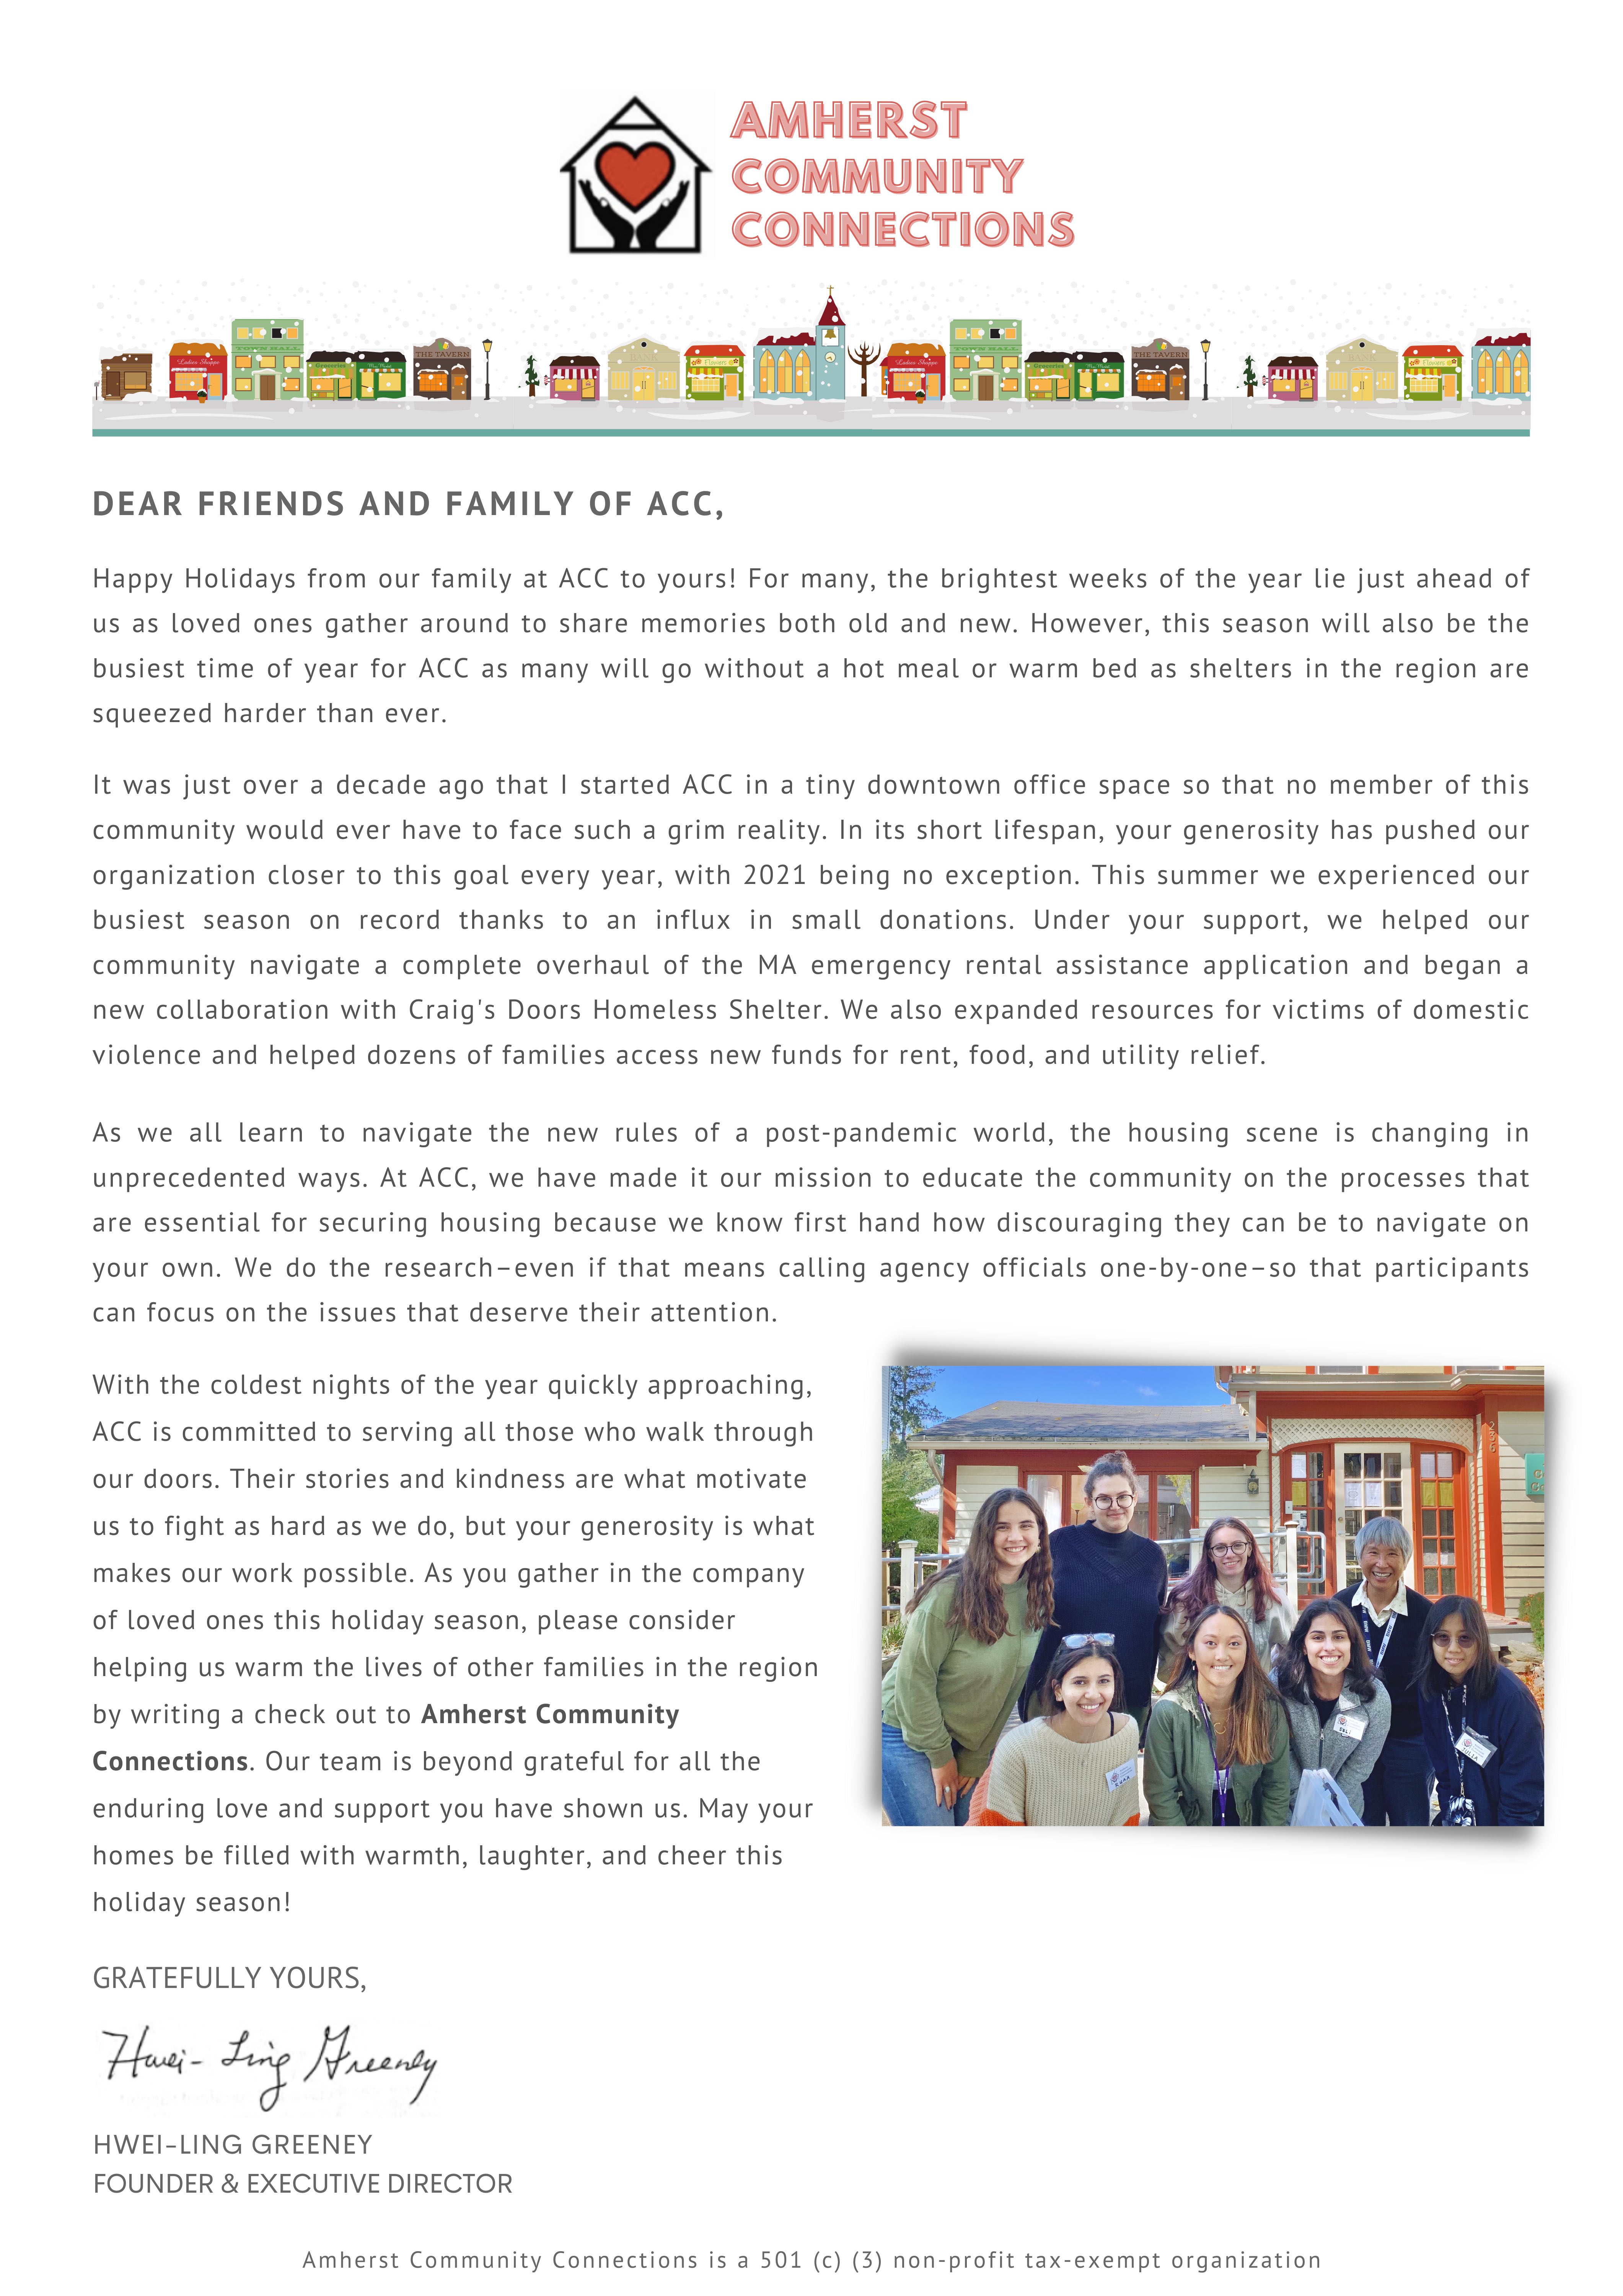 AMHERST
COMMUNITY
CONNECTIONS
Ladies Shoppe
TOWN HALL
Groceries
THE TAVERN
BANK
Flowers
Ladies Shoppe
TOWN HALL
Groceries
THE TAVERN
BANK
Flowers
DEAR FRIENDS AND FAMILY OF ACC,
Happy Holidays from our family at ACC to yours! For many, the brightest weeks of the year lie just ahead of
us as loved ones gather around to share memories both old and new. However, this season will also be the
busiest time of year for ACC as many will go without a hot meal or warm bed as shelters in the region are
squeezed harder than ever.
It was just over a decade ago that I started ACC in a tiny downtown office space so that no member of this
community would ever have to face such a grim reality. In its short lifespan, your generosity has pushed our
organization closer to this goal every year, with 2021 being no exception. This summer we experienced our
busiest season on record thanks to an influx in small donations. Under your support, we helped our
community navigate a complete overhaul of the MA emergency rental assistance application and began a
new collaboration with Craig's Doors Homeless Shelter. We also expanded resources for victims of domestic
violence and helped dozens of families access new funds for rent, food, and utility relief.
As we all learn to navigate the new rules of a post-pandemic world, the housing scene is changing in
unprecedented ways. At ACC, we have made it our mission to educate the community on the processes that
are essential for securing housing because we know first hand how discouraging they can be to navigate on
your own. We do the research–even if that means calling agency officials one-by-one–so that participants
can focus on the issues that deserve their attention.
With the coldest nights of the year quickly approaching,
ACC is committed to serving all those who walk through
our doors. Their stories and kindness are what motivate
us to fight as hard as we do, but your generosity is what
makes our work possible. As you gather in the company
of loved ones this holiday season, please consider
helping us warm the lives of other families in the region
by writing a check out to Amherst Community
Connections. Our team is beyond grateful for all the
enduring love and support you have shown us. May your
homes be filled with warmth, laughter, and cheer this
holiday season!
236
JULIA
GRATEFULLY YOURS,
Hwei-Ling Greeney
HWEI-LING GREENEY
FOUNDER & EXECUTIVE DIRECTOR
Amherst Community Connections is a 501 (c) (3) non-profit tax-exempt organization